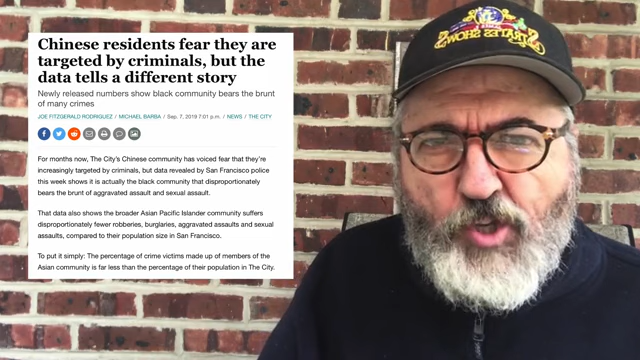 Chinese residents fear they are
targeted by criminals, but the
data tells a different story
Newly released numbers show black community bears the brunt
of many crimes
JOE FITZGERALD RODRIGUEZ / MICHAEL BARBA / Sep. 7, 2019 7:01 p.m. / NEWS / THE CITY
For months now, The City's Chinese community has voiced fear that they're
increasingly targeted by criminals, but data revealed by San Francisco police
this week shows it is actually the black community that disproportionately
bears the brunt of aggravated assault and sexual assault.
That data also shows the broader Asian Pacific Islander community suffers
disproportionately fewer robberies, burglaries, aggravated assaults and sexual
assaults, compared to their population size in San Francisco.
To put it simply: The percentage of crime victims made up of members of the
Asian community is far less than the percentage of their population in The City.